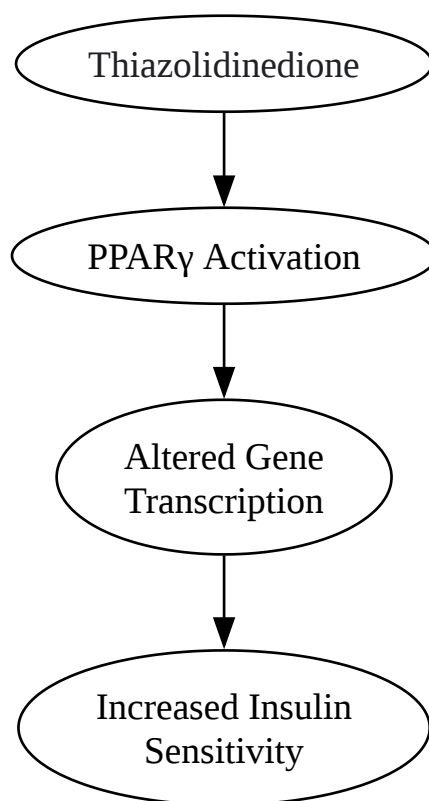 Thiazolidinedione
PPARγ Activation
Altered Gene
Transcription
Increased Insulin
Sensitivity